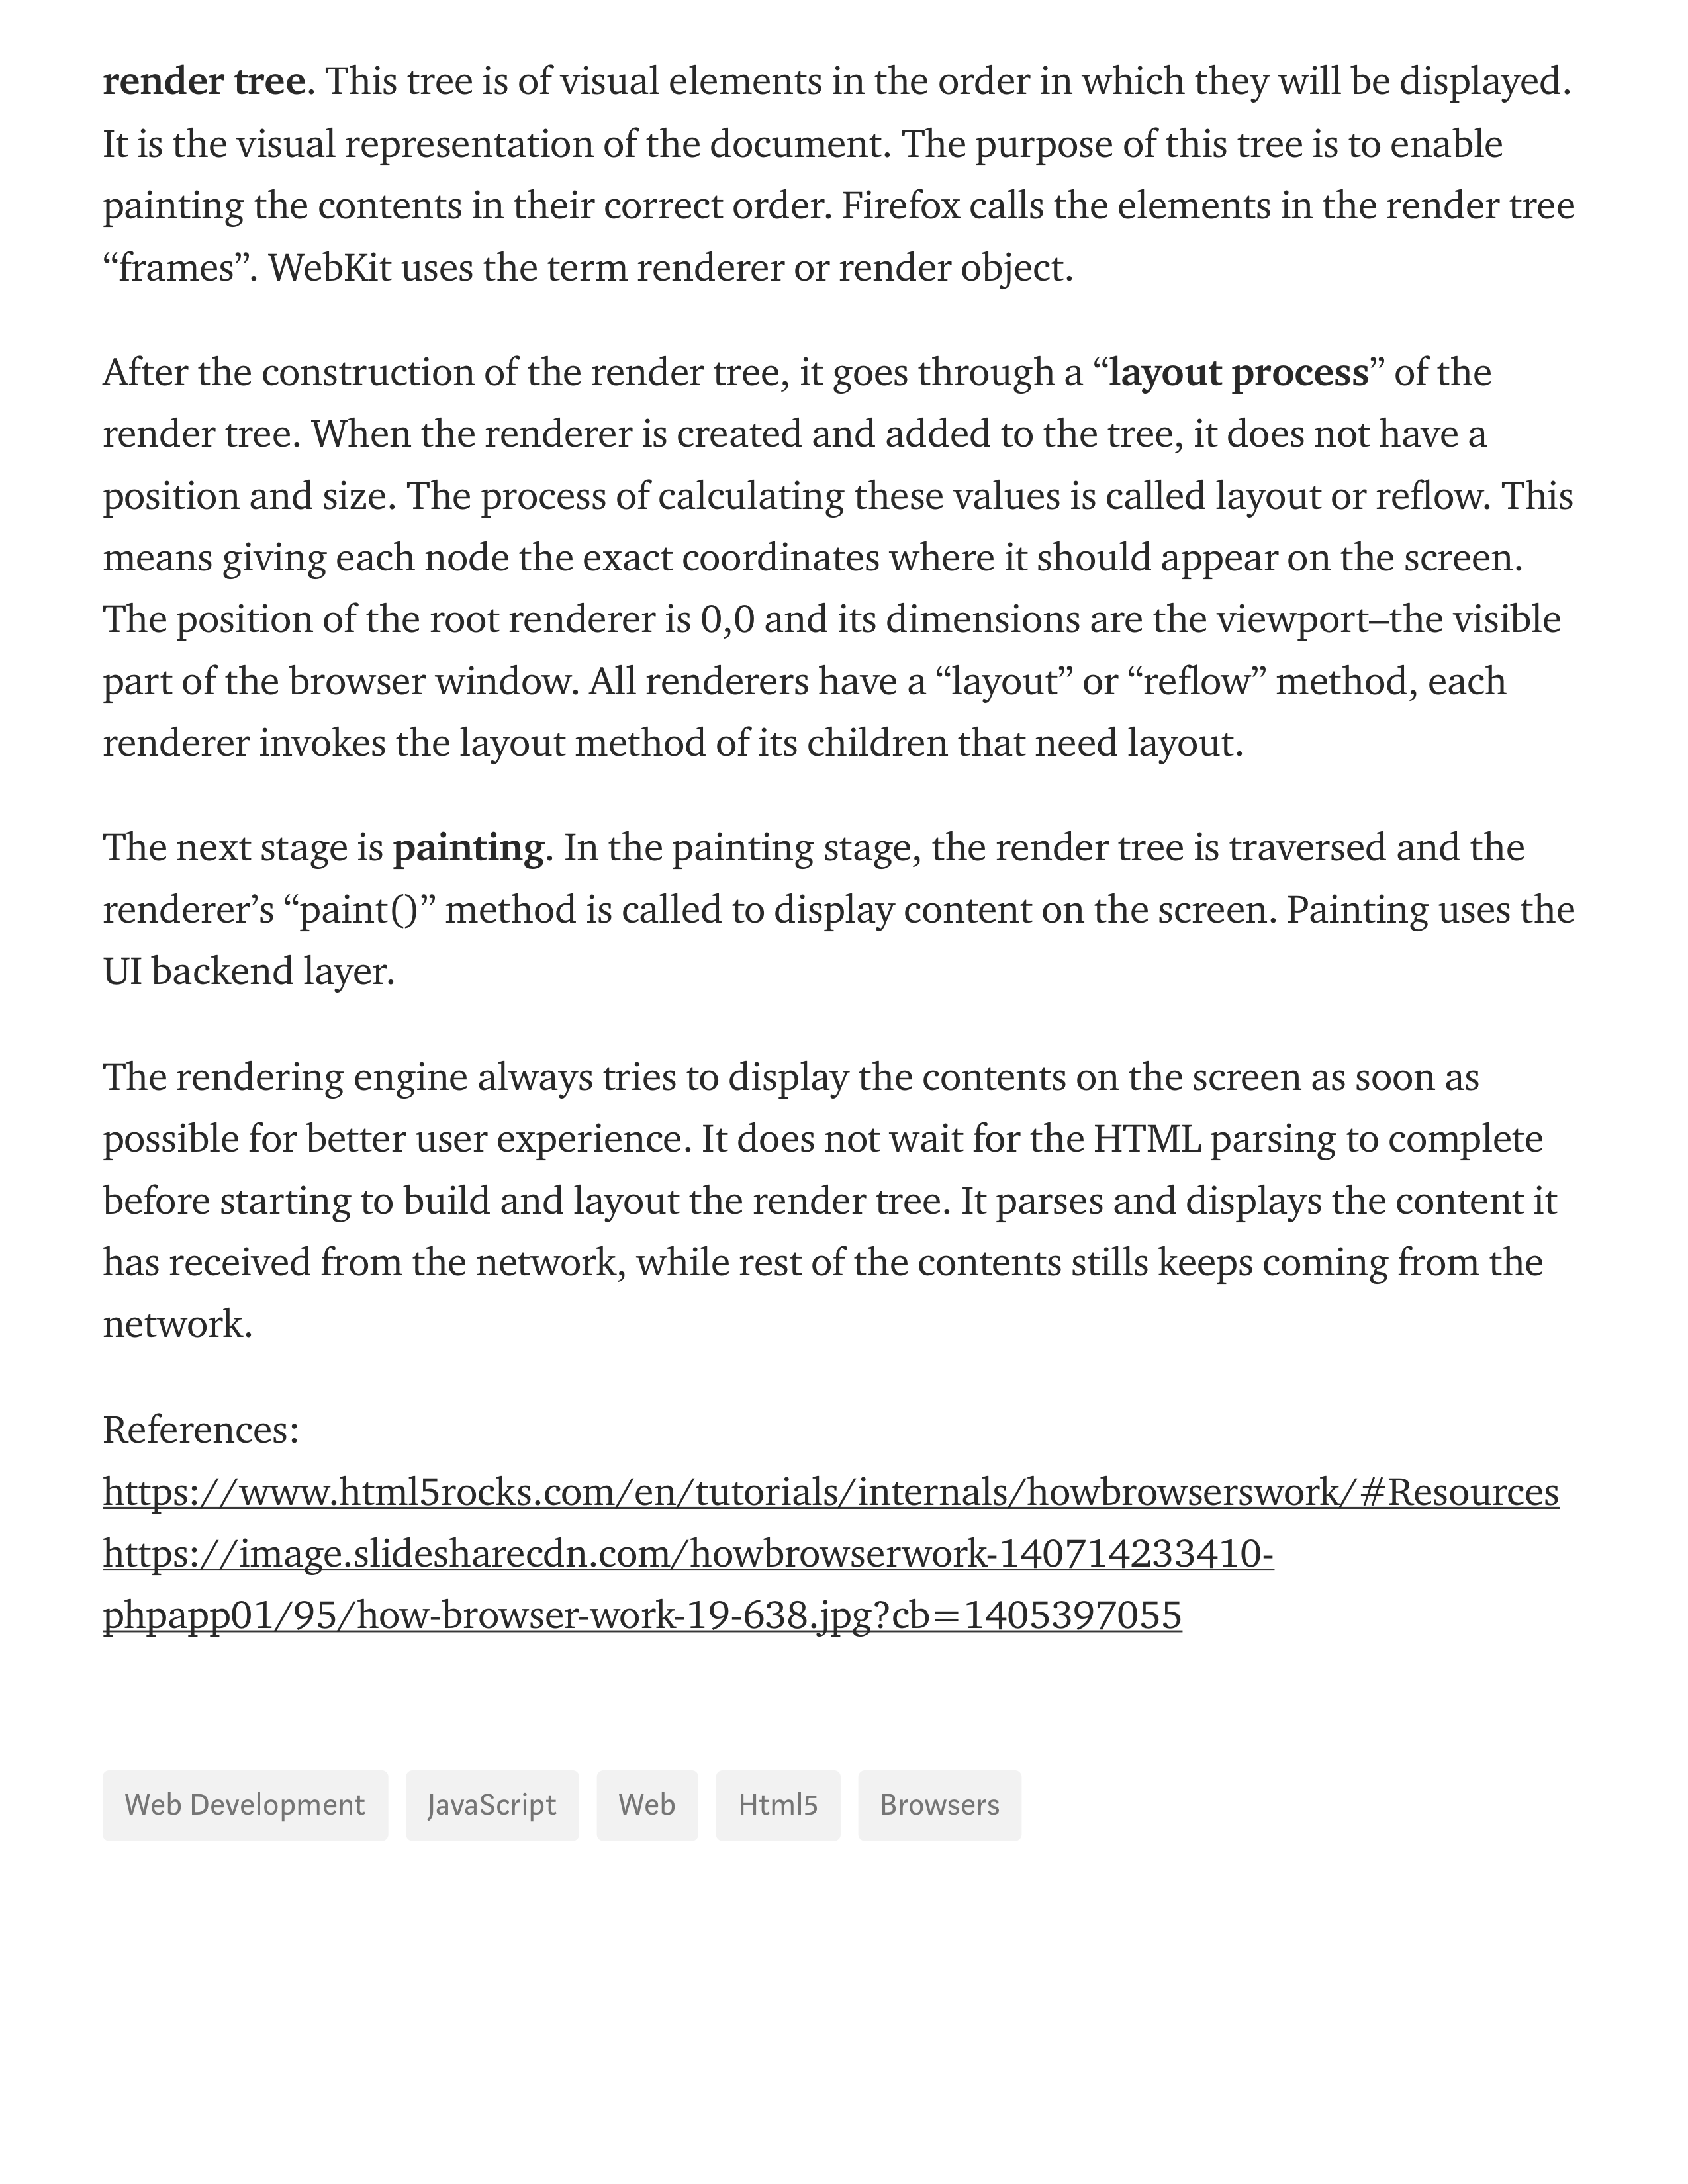 render tree. This tree is of visual elements in the order in which they will be displayed.
It is the visual representation of the document. The purpose of this tree is to enable
painting the contents in their correct order. Firefox calls the elements in the render tree
“frames”. WebKit uses the term renderer or render object.
After the construction of the render tree, it goes through a “layout process” of the
render tree. When the renderer is created and added to the tree, it does not have a
position and size. The process of calculating these values is called layout or reflow. This
means giving each node the exact coordinates where it should appear on the screen.
The position of the root renderer is 0,0 and its dimensions are the viewport–the visible
part of the browser window. All renderers have a “layout” or “reflow” method, each
renderer invokes the layout method of its children that need layout.
The next stage is painting. In the painting stage, the render tree is traversed and the
renderer’s “paint()” method is called to display content on the screen. Painting uses the
UI backend layer.
The rendering engine always tries to display the contents on the screen as soon as
possible for better user experience. It does not wait for the HTML parsing to complete
before starting to build and layout the render tree. It parses and displays the content it
has received from the network, while rest of the contents stills keeps coming from the
network.
References:
https://www.html5rocks.com/en/tutorials/internals/howbrowserswork/#Resources
https://image.slidesharecdn.com/howbrowserwork-140714233410-
phpapp01/95/how-browser-work-19-638.jpg?cb=1405397055
Web Development JavaScript Web Html5 Browsers